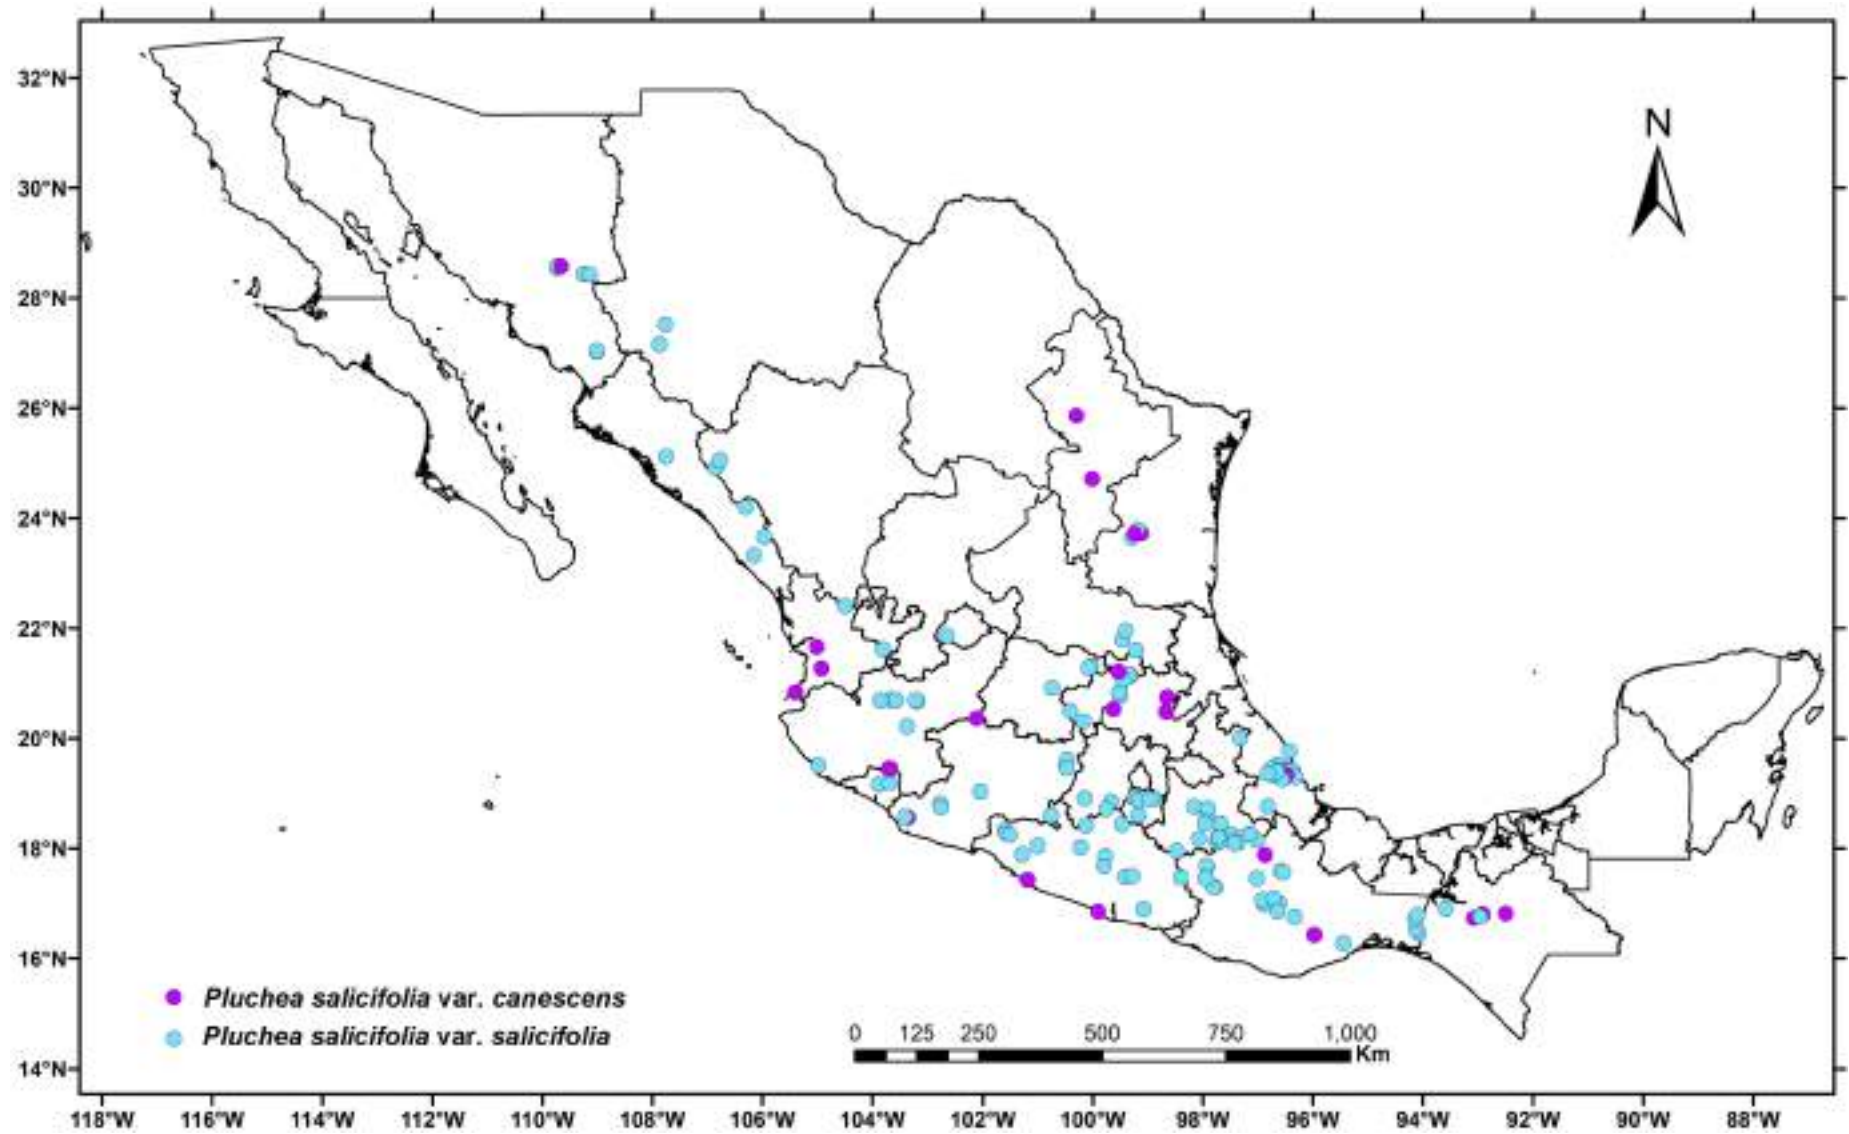 N
32°N
30°N
28°N
26°N
24°N
22°N
20°N
18°N
16°N
14°N
Pluchea salicifolia var. canescens
Pluchea salicifolia var. salicifolia
0 125 250 500 750 1,000
Km
118°W 116°W 114°W 112°W 110°W 108°W 106°W 104°W 102°W 100°W 98°W 96°W 94°W 92°W 90°W 88°W